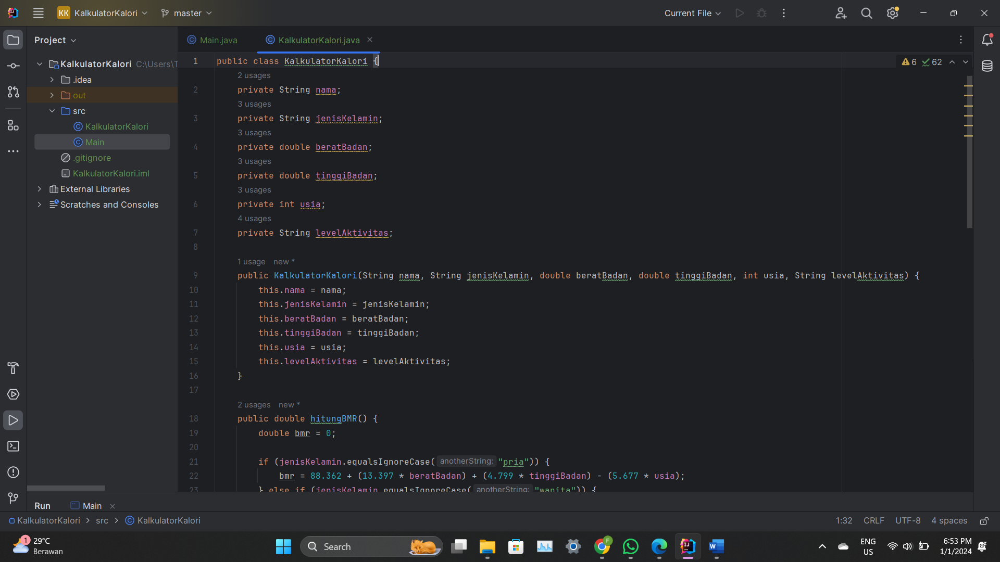 KK KalkulatorKalori master Current File
Project
Main.java KalkulatorKalori.java
KalkulatorKalori C:\Users\T
.idea
out
src
KalkulatorKalori
Main
.gitignore
KalkulatorKalori.iml
External Libraries
Scratches and Consoles
6 62
1 public class KalkulatorKalori {
2 usages
2 private String nama;
3 usages
3 private String jenisKelamin;
3 usages
4 private double beratBadan;
3 usages
5 private double tinggiBadan;
3 usages
6 private int usia;
4 usages
7 private String levelAktivitas;
8
1 usage new *
9 public KalkulatorKalori(String nama, String jenisKelamin, double beratBadan, double tinggiBadan, int usia, String levelAktivitas) {
10 this.nama = nama;
11 this.jenisKelamin = jenisKelamin;
12 this.beratBadan = beratBadan;
13 this.tinggiBadan = tinggiBadan;
14 this.usia = usia;
15 this.levelAktivitas = levelAktivitas;
16 }
17
2 usages new *
18 public double hitungBMR() {
19 double bmr = 0;
20
21 if (jenisKelamin.equalsIgnoreCase( anotherString: "pria")) {
22 bmr = 88.362 + (13.397 * beratBadan) + (4.799 * tinggiBadan) - (5.677 * usia);
23 } else if (jenisKelamin.equalsIgnoreCase( anotherString: "wanita")) {
Run Main
KalkulatorKalori > src > KalkulatorKalori
1:32 CRLF UTF-8 4 spaces
1 29°C
Berawan
Search
F
ENG
US
6:53 PM
1/1/2024